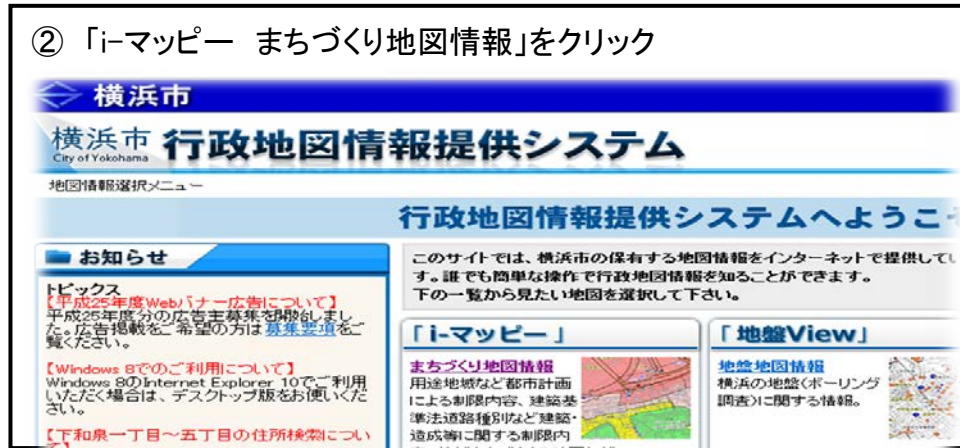 ② 「i-マッピー まちづくり地図情報」をクリック
横浜市
横浜市 行政地図情報提供システム
City of Yokohama
地図情報選択メニュー
行政地図情報提供システムへようこ
お知らせ
トピックス
【平成25年度Webバナー広告について】
平成25年度分の広告主募集を開始しまし
た。広告掲載をご希望の方は募集要項をご
覧ください。
【Windows 8でのご利用について】
Windows 8のInternet Explorer 10でご利用
いただく場合は、デスクトップ版をお使いくだ
さい。
【下和泉一丁目~五丁目の住所検索につい
て】
このサイトでは、横浜市の保有する地図情報をインターネットで提供してい
す。誰でも簡単な操作で行政地図情報を知ることができます。
下の一覧から見たい地図を選択して下さい。
「i-マッピー」
まちづくり地図情報
用途地域など都市計画
による制限内容、建築基
準法道路種別など建築・
造成等に関する制限内
「地盤View」
地盤地図情報
横浜の地盤(ボーリング
調査)に関する情報。